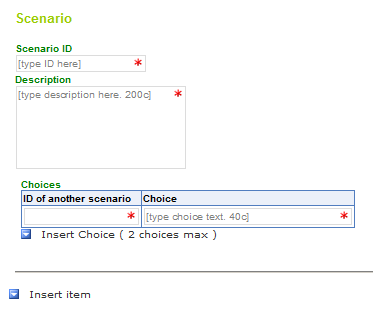 Scenario
Scenario ID
[type ID here] *
Description
[type description here. 200c] *
Choices
ID of another scenario Choice
* [type choice text. 40c] *
Insert Choice ( 2 choices max )
Insert item